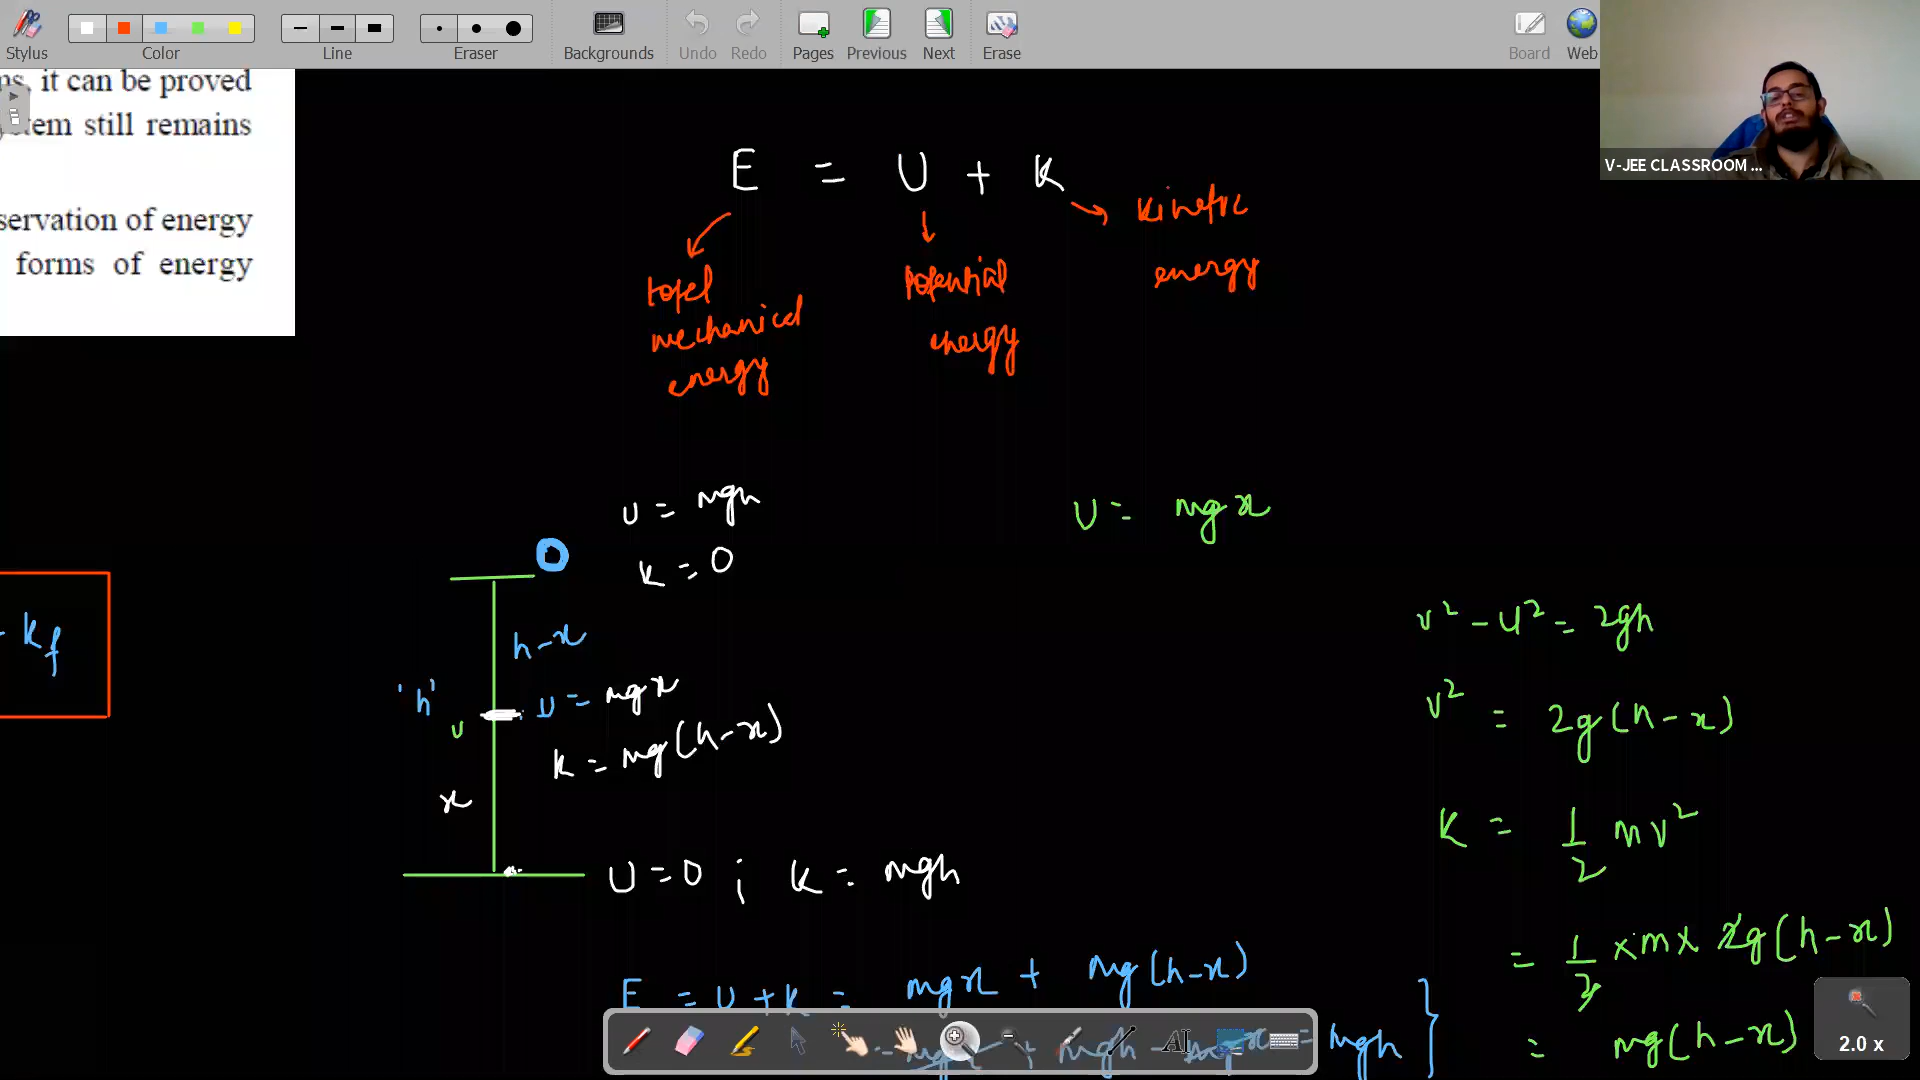 Stylus
Color
Line
Eraser
Backgrounds
Undo
Redo
Pages
Previous
Next
Erase
Board
Web
V-JEE CLASSROOM ...
it can be proved
still remains
servation of energy
forms of energy
E = U + K
total mechanical energy
potential energy
kinetic energy
U = mgh
K = 0
U = mgx
h-x
'h'
v
U = mgx
K = mg(h-x)
x
U=0 ; K = mgh
- Kf
v² - u² = 2gh
v² = 2g(h-x)
K = 1/2 mv²
= 1/2 x m x 2g(h-x)
= mg(h-x)
E = U + K = mgx + mg(h-x)
= mgh
2.0 x